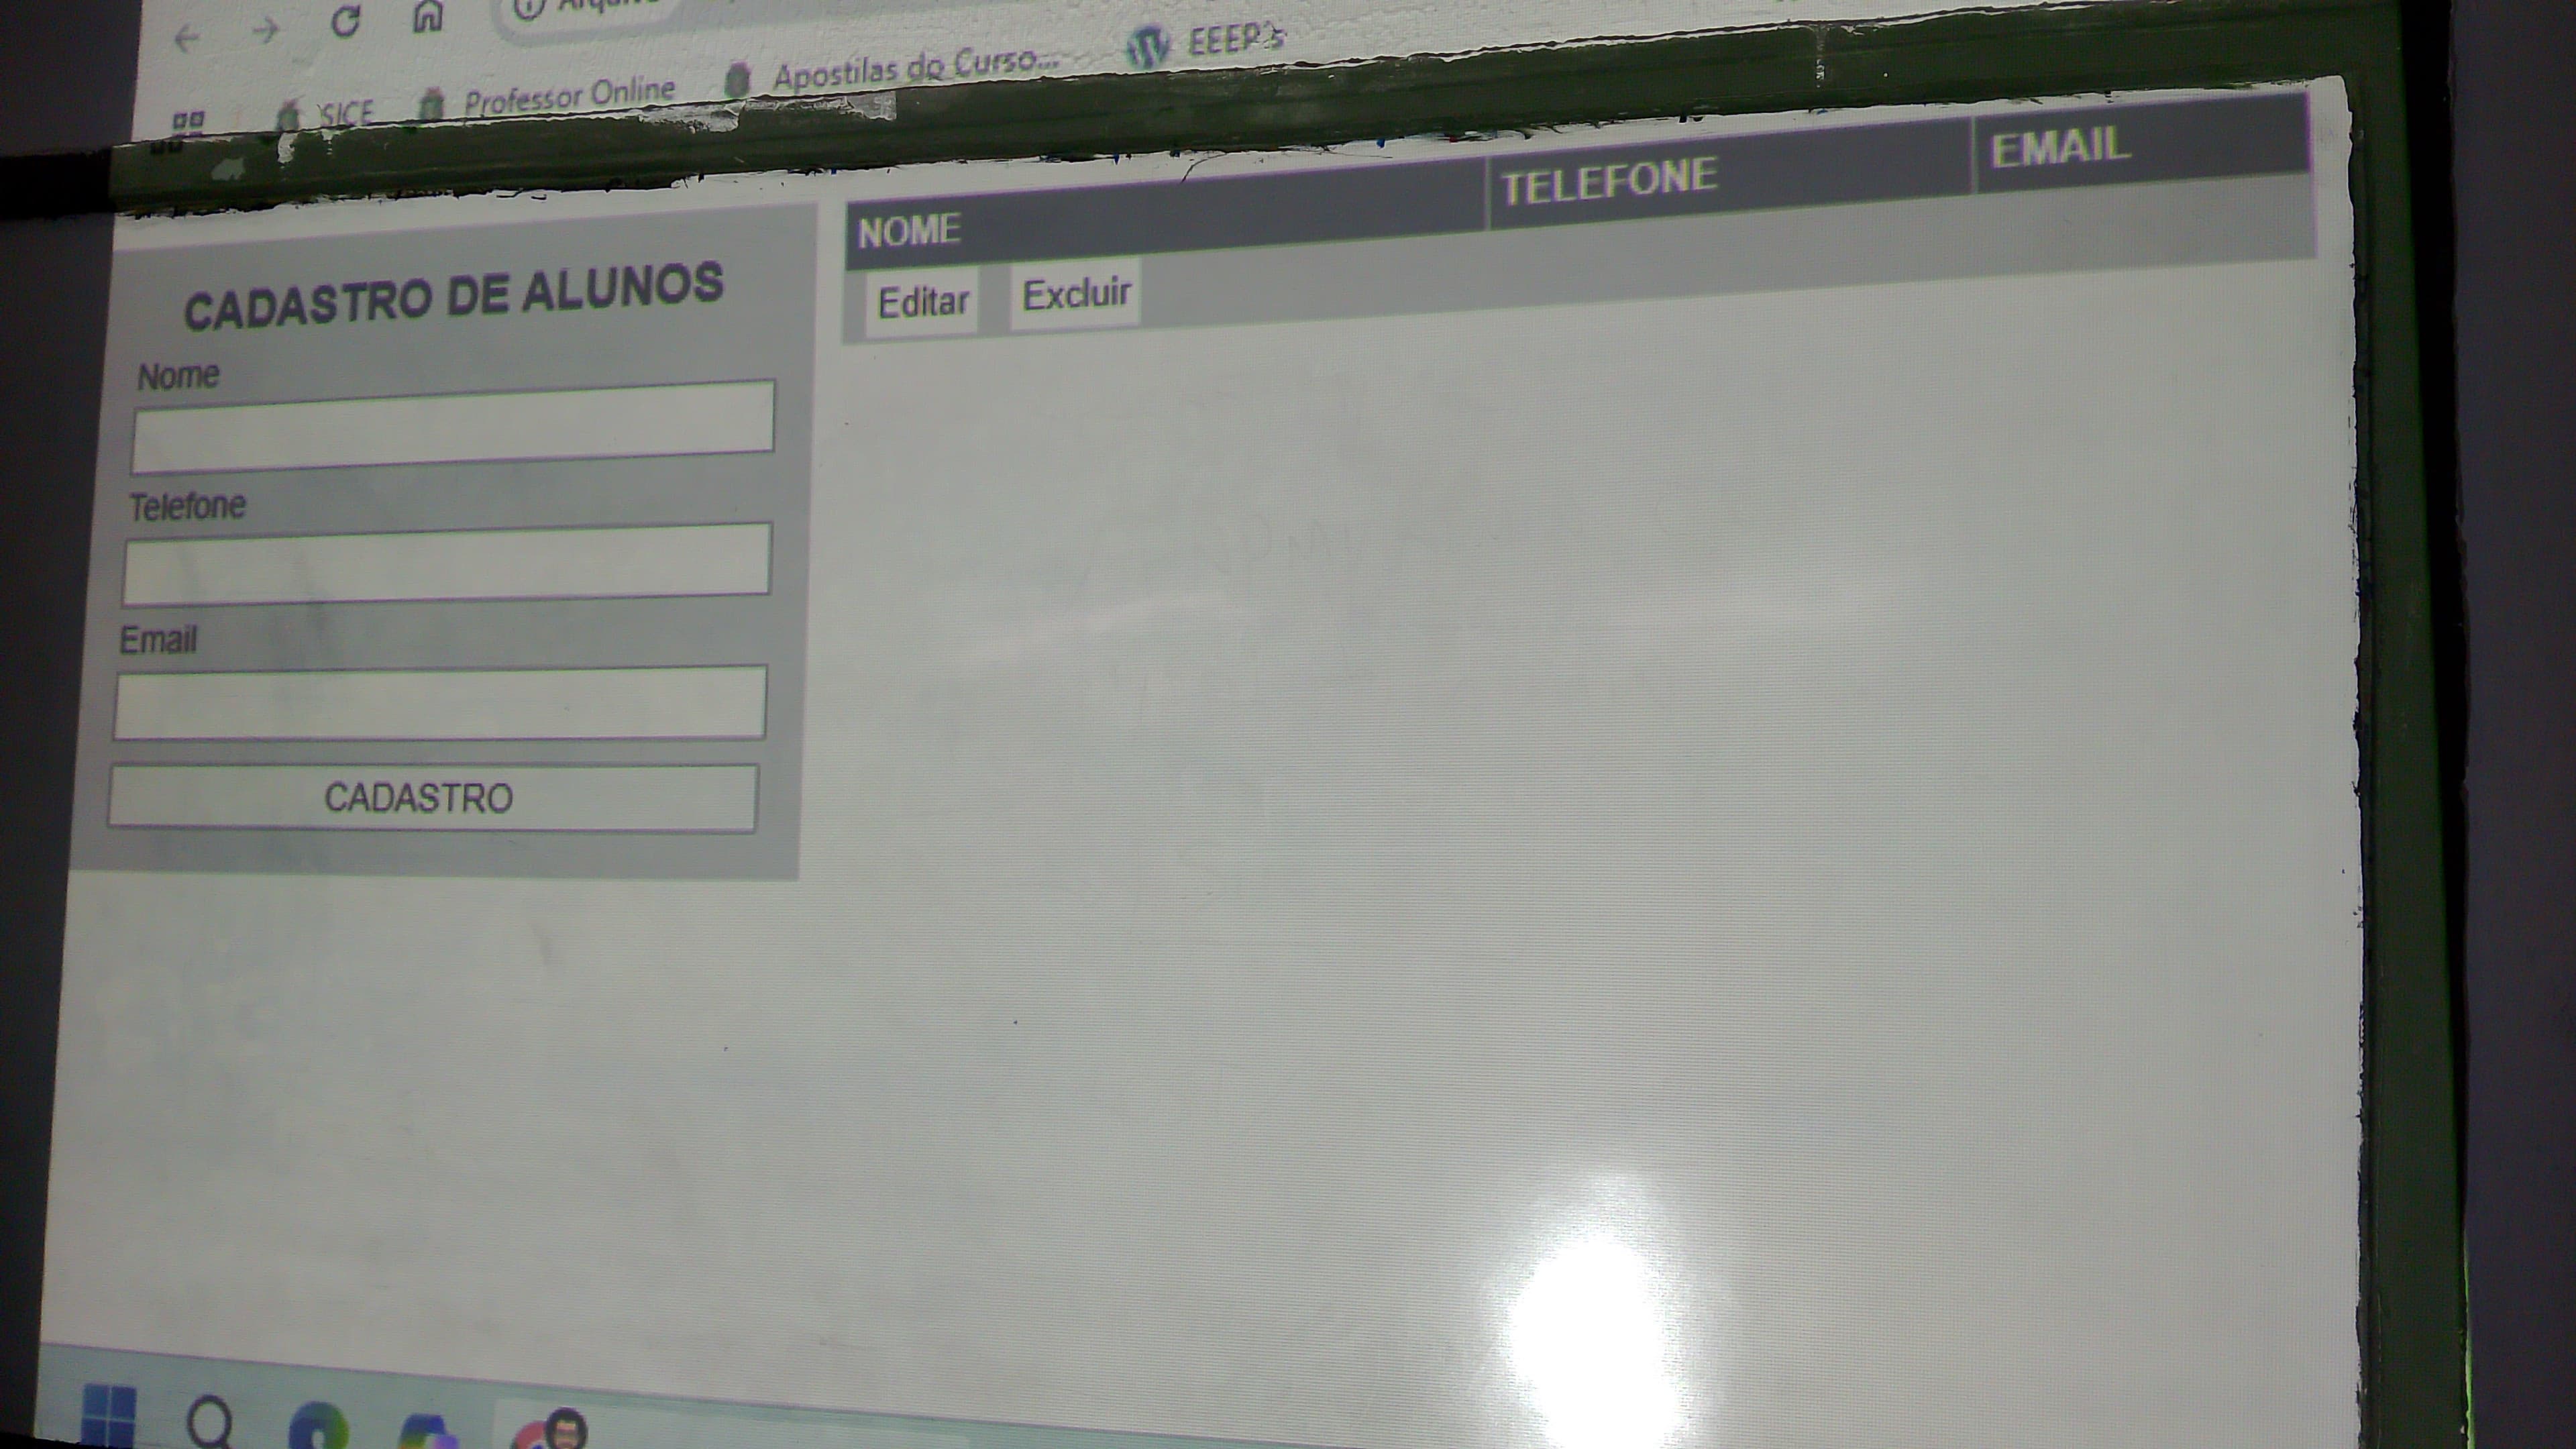 SICE
Professor Online
Apostilas do Curso...
EEEP's
CADASTRO DE ALUNOS
Nome
Telefone
Email
CADASTRO
NOME
TELEFONE
EMAIL
Editar
Excluir